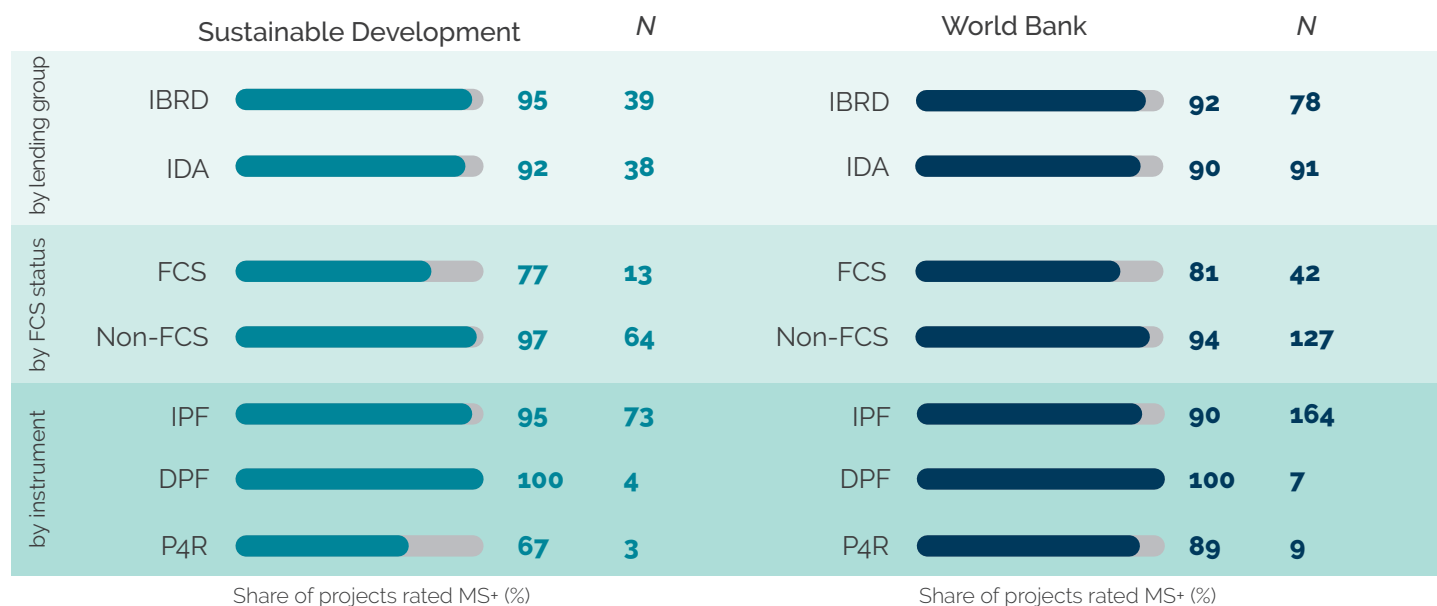 Sustainable Development N World Bank N
by lending group
IBRD 95 39 IBRD 92 78
IDA 92 38 IDA 90 91
by FCS status
FCS 77 13 FCS 81 42
Non-FCS 97 64 Non-FCS 94 127
by instrument
IPF 95 73 IPF 90 164
DPF 100 4 DPF 100 7
P4R 67 3 P4R 89 9
Share of projects rated MS+ (%) Share of projects rated MS+ (%)